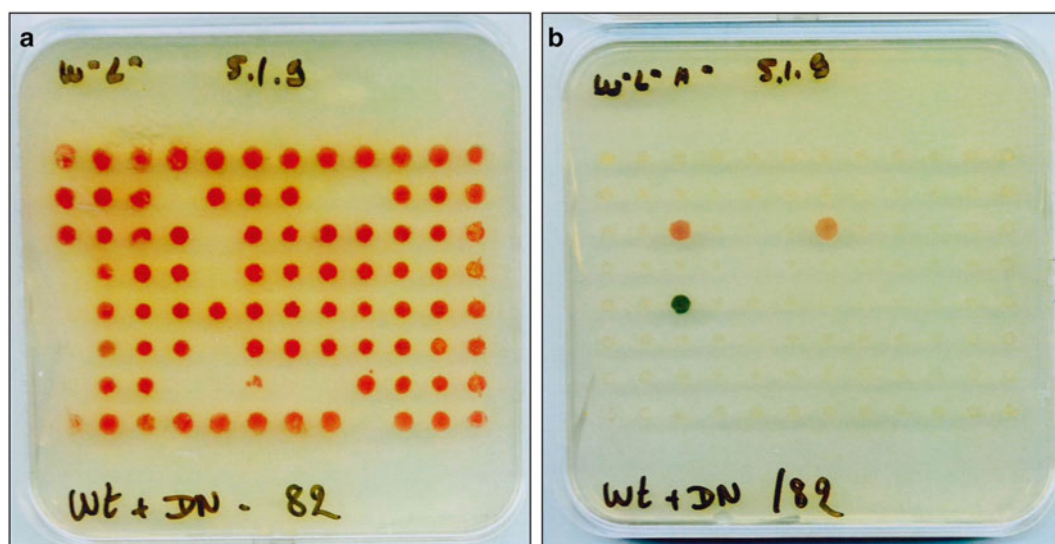 a
W-L- 5.1.9
Wt + DN - 82
b
W-L-A- 5.1.9
Wt + DN /82